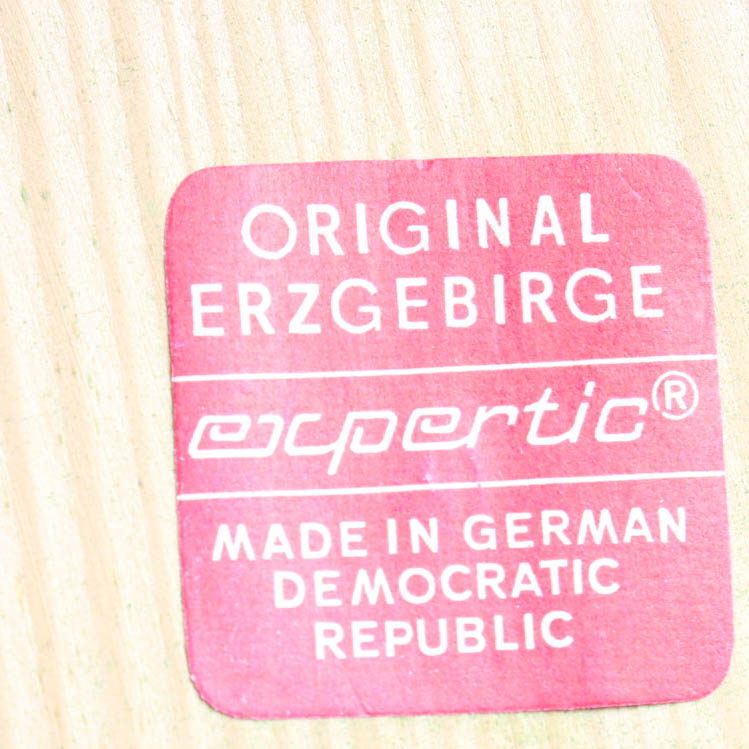 ORIGINAL
ERZGEBIRGE
expertic®
MADE IN GERMAN
DEMOCRATIC
REPUBLIC